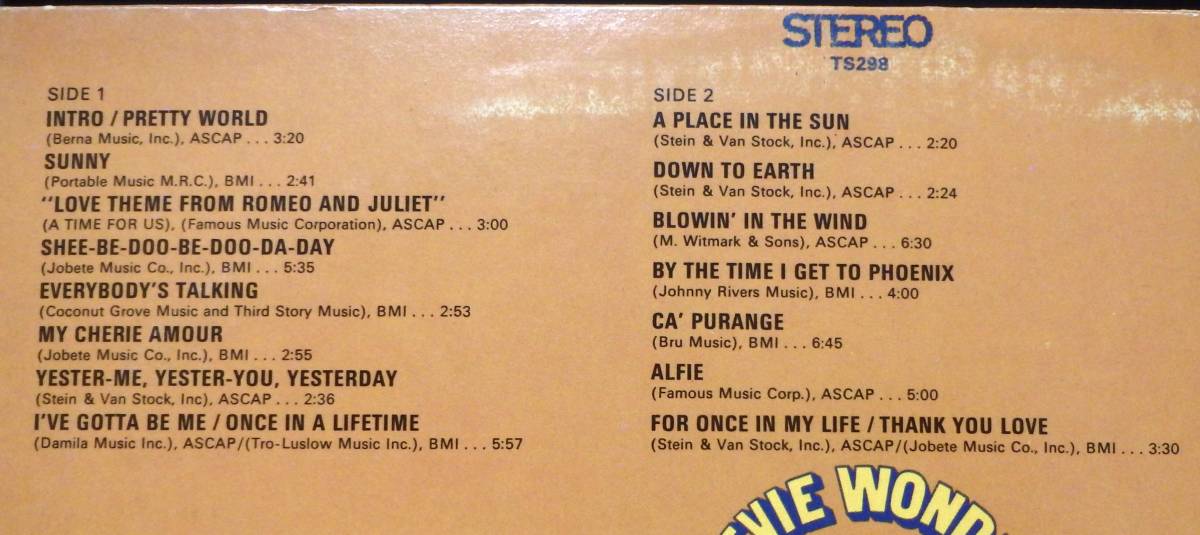 STEREO
TS298
SIDE 1
INTRO / PRETTY WORLD
(Berna Music, Inc.), ASCAP . . . 3:20
SUNNY
(Portable Music M.R.C.), BMI . . . 2:41
"LOVE THEME FROM ROMEO AND JULIET"
(A TIME FOR US), (Famous Music Corporation), ASCAP . . . 3:00
SHEE-BE-DOO-BE-DOO-DA-DAY
(Jobete Music Co., Inc.), BMI . . . 5:35
EVERYBODY'S TALKING
(Coconut Grove Music and Third Story Music), BMI . . . 2:53
MY CHERIE AMOUR
(Jobete Music Co., Inc.), BMI . . . 2:55
YESTER-ME, YESTER-YOU, YESTERDAY
(Stein & Van Stock, Inc), ASCAP . . . 2:36
I'VE GOTTA BE ME / ONCE IN A LIFETIME
(Damila Music Inc.), ASCAP/(Tro-Luslow Music Inc.), BMI . . . 5:57
SIDE 2
A PLACE IN THE SUN
(Stein & Van Stock, Inc.), ASCAP . . . 2:20
DOWN TO EARTH
(Stein & Van Stock, Inc.), ASCAP . . . 2:24
BLOWIN' IN THE WIND
(M. Witmark & Sons), ASCAP . . . 6:30
BY THE TIME I GET TO PHOENIX
(Johnny Rivers Music), BMI . . . 4:00
CA' PURANGE
(Bru Music), BMI . . . 6:45
ALFIE
(Famous Music Corp.), ASCAP . . . 5:00
FOR ONCE IN MY LIFE / THANK YOU LOVE
(Stein & Van Stock, Inc.), ASCAP/(Jobete Music Co., Inc.), BMI . . . 3:30